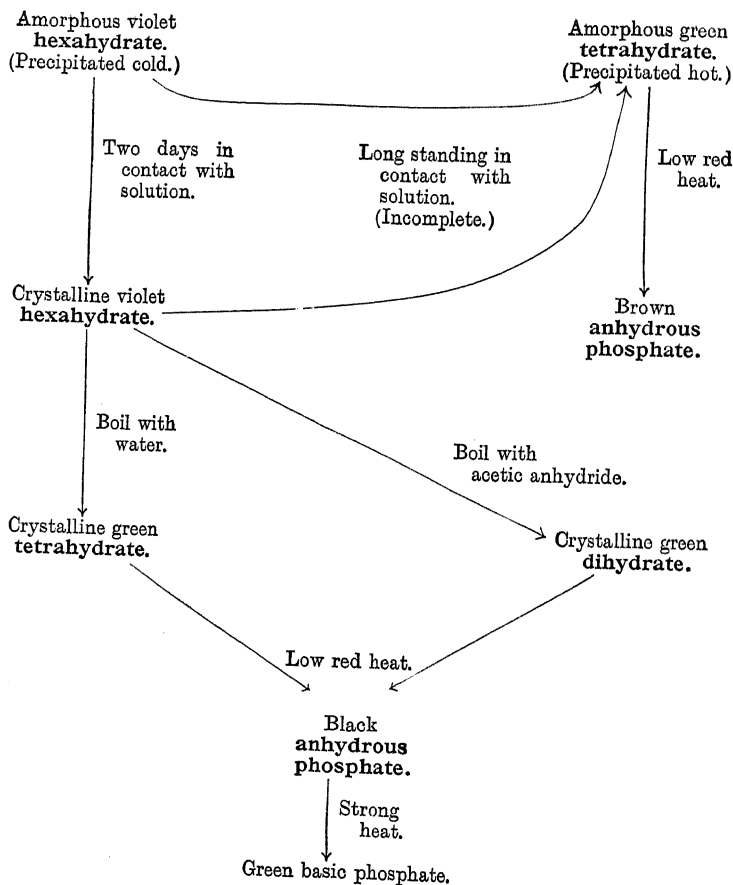 Amorphous violet
hexahydrate.
(Precipitated cold.)
Amorphous green
tetrahydrate.
(Precipitated hot.)
Two days in
contact with
solution.
Long standing in
contact with
solution.
(Incomplete.)
Low red
heat.
Crystalline violet
hexahydrate.
Brown
anhydrous
phosphate.
Boil with
water.
Boil with
acetic anhydride.
Crystalline green
tetrahydrate.
Crystalline green
dihydrate.
Low red heat.
Black
anhydrous
phosphate.
Strong
heat.
Green basic phosphate.